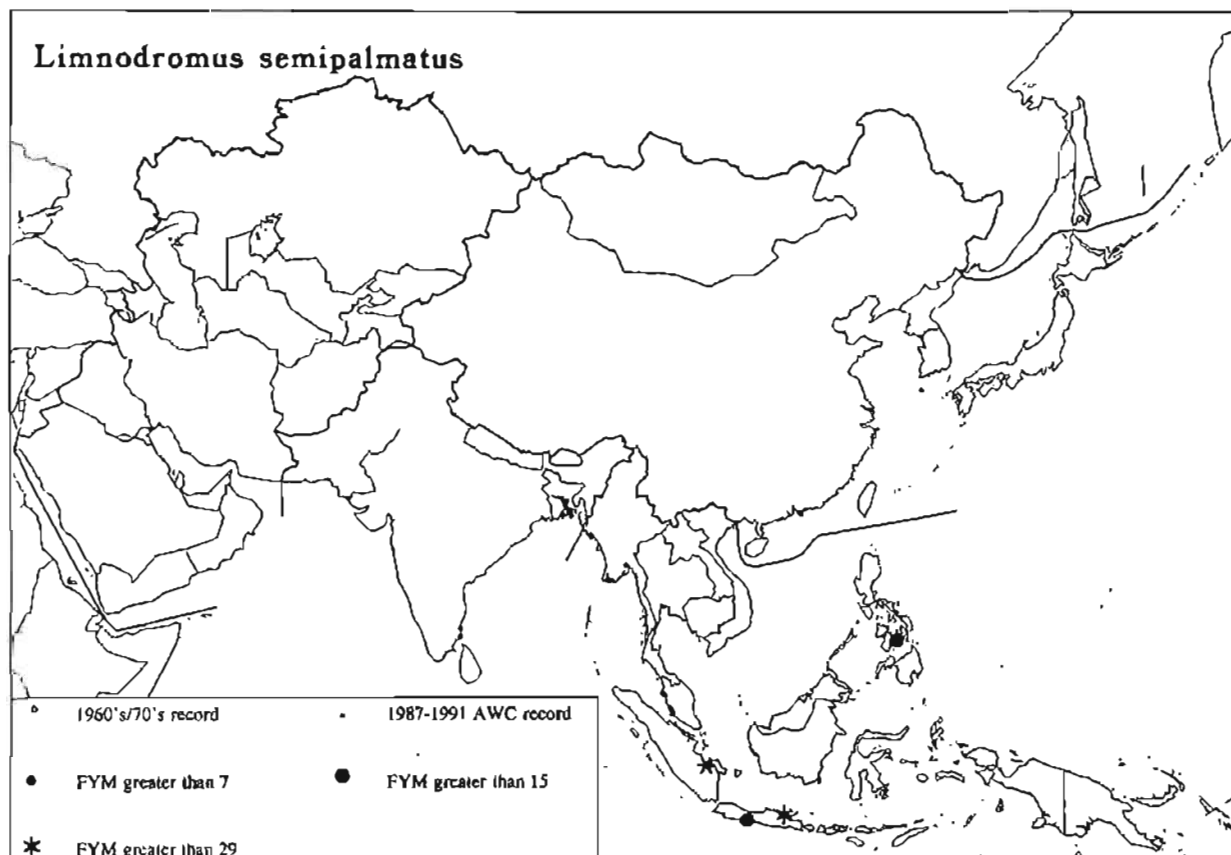 Limnodromus semipalmatus
1960's/70's record
1987-1991 AWC record
FYM greater than 7
FYM greater than 15
FYM greater than 29